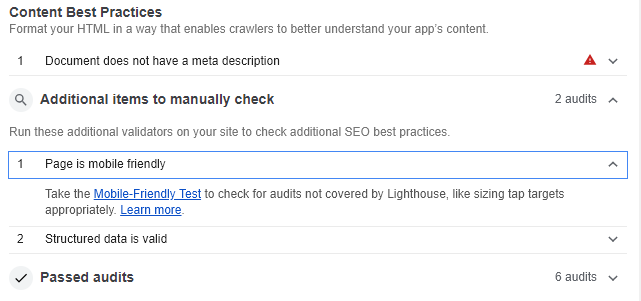 Content Best Practices
Format your HTML in a way that enables crawlers to better understand your app's content.
1 Document does not have a meta description
Additional items to manually check 2 audits
Run these additional validators on your site to check additional SEO best practices.
1 Page is mobile friendly
Take the Mobile-Friendly Test to check for audits not covered by Lighthouse, like sizing tap targets
appropriately. Learn more.
2 Structured data is valid
Passed audits 6 audits